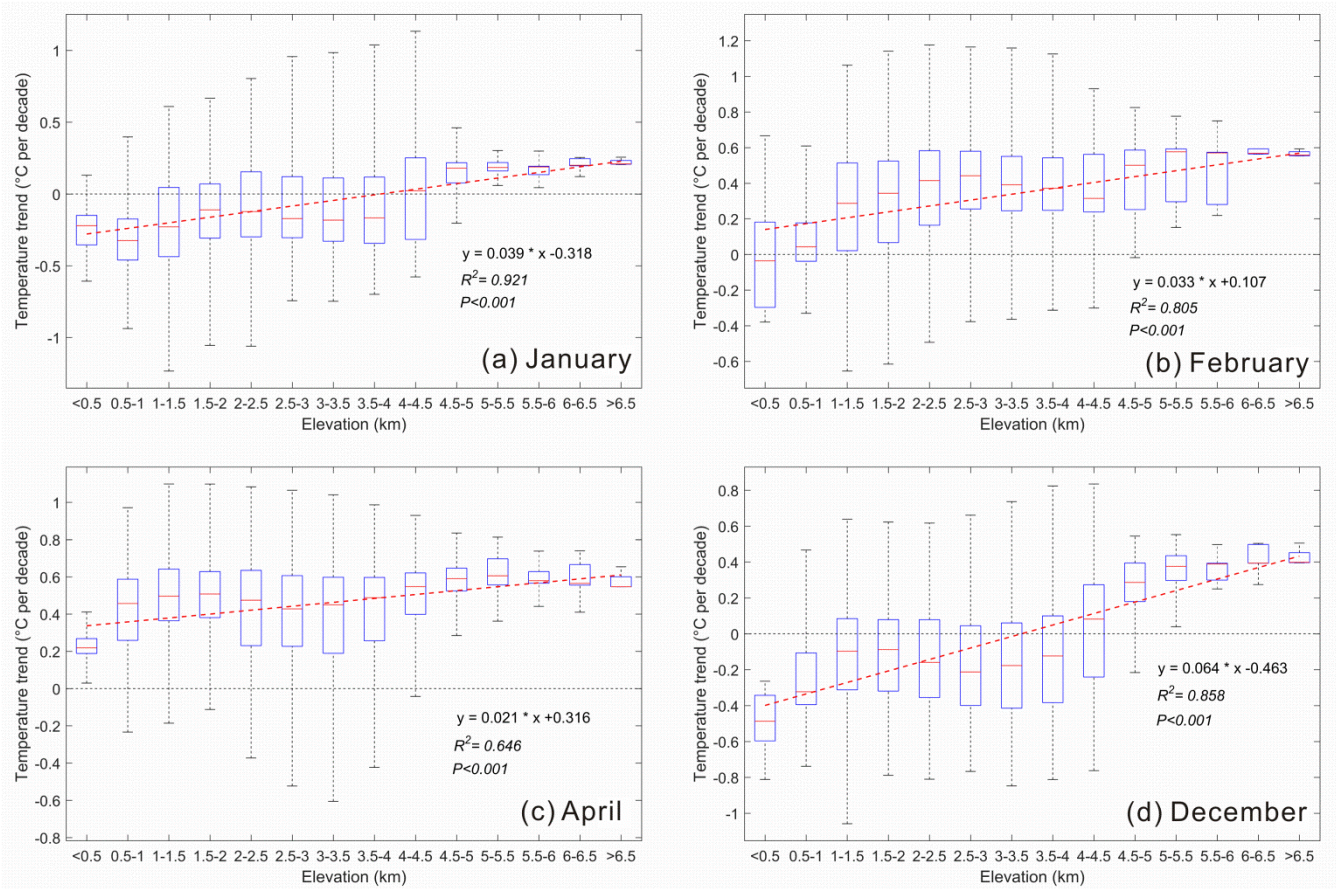 Temperature trend (°C per decade)
1
0.5
0
-0.5
-1
y = 0.039 * x -0.318
R²= 0.921
P<0.001
(a) January
<0.5 0.5-1 1-1.5 1.5-2 2-2.5 2.5-3 3-3.5 3.5-4 4-4.5 4.5-5 5-5.5 5.5-6 6-6.5 >6.5
Elevation (km)
Temperature trend (°C per decade)
1.2
1
0.8
0.6
0.4
0.2
0
-0.2
-0.4
-0.6
y = 0.033 * x +0.107
R²= 0.805
P<0.001
(b) February
<0.5 0.5-1 1-1.5 1.5-2 2-2.5 2.5-3 3-3.5 3.5-4 4-4.5 4.5-5 5-5.5 5.5-6 6-6.5 >6.5
Elevation (km)
Temperature trend (°C per decade)
1
0.8
0.6
0.4
0.2
0
-0.2
-0.4
-0.6
-0.8
y = 0.021 * x +0.316
R²= 0.646
P<0.001
(c) April
<0.5 0.5-1 1-1.5 1.5-2 2-2.5 2.5-3 3-3.5 3.5-4 4-4.5 4.5-5 5-5.5 5.5-6 6-6.5 >6.5
Elevation (km)
Temperature trend (°C per decade)
0.8
0.6
0.4
0.2
0
-0.2
-0.4
-0.6
-0.8
-1
y = 0.064 * x -0.463
R²= 0.858
P<0.001
(d) December
<0.5 0.5-1 1-1.5 1.5-2 2-2.5 2.5-3 3-3.5 3.5-4 4-4.5 4.5-5 5-5.5 5.5-6 6-6.5 >6.5
Elevation (km)